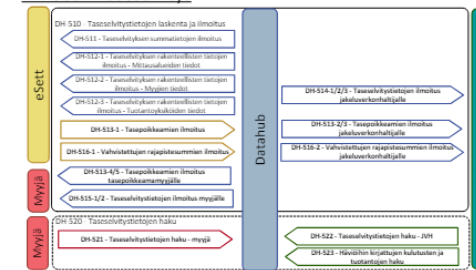 DH-510 - Taseselvitystietojen laskenta ja ilmoitus
DH-511 - Taseselvityksen summatietojen ilmoitus
DH-512-1 - Taseselvityksen rakenteellisten tietojen
ilmoitus - Mittausalueiden tiedot
DH-512-2 - Taseselvityksen rakenteellisten tietojen
ilmoitus - Myyjien tiedot
DH-512-3 - Taseselvityksen rakenteellisten tietojen
ilmoitus - Tuotantoyksiköiden tiedot
DH-513-1 - Tasepoikkeamien ilmoitus
DH-516-1 - Vahvistettujen rajapistesummien ilmoitus
DH-513-4/5 - Tasepoikkeamien ilmoitus
tasepoikkeamamyyjälle
DH-515-1/2 - Taseselvitystietojen ilmoitus myyjälle
eSett
Myyjä
Datahub
DH-514-1/2/3 - Taseselvitystietojen ilmoitus
jakeluverkonhaltijalle
DH-513-2/3 - Tasepoikkeamien ilmoitus
jakeluverkonhaltijalle
DH-516-2 - Vahvistettujen rajapistesummien ilmoitus
jakeluverkonhaltijalle
DH-520 - Taseselvitystietojen haku
Myyjä
DH-521 - Taseselvitystietojen haku - myyjä
DH-522 - Taseselvitystietojen haku - JVH
DH-523 - Häviöihin kirjattujen kulutusten ja
tuotantojen haku